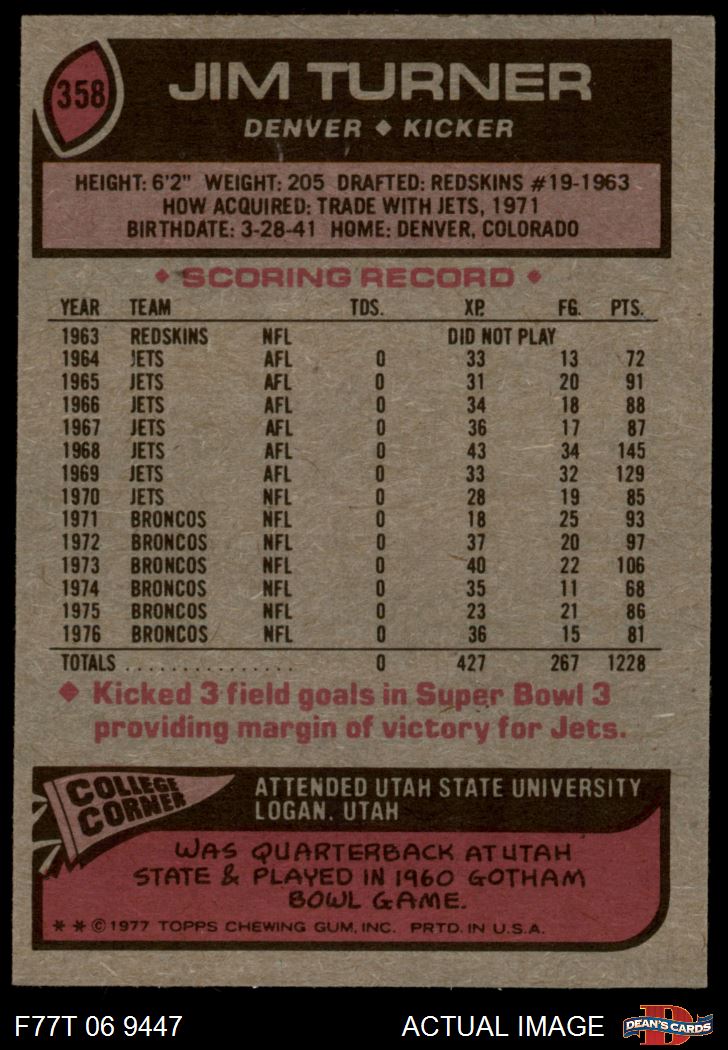 358
JIM TURNER
DENVER ◆ KICKER
HEIGHT: 6'2" WEIGHT: 205 DRAFTED: REDSKINS #19-1963
HOW ACQUIRED: TRADE WITH JETS, 1971
BIRTHDATE: 3-28-41 HOME: DENVER, COLORADO
◆ SCORING RECORD ◆
YEAR TEAM TDS. XP. FG. PTS.
1963 REDSKINS NFL DID NOT PLAY
1964 JETS AFL 0 33 13 72
1965 JETS AFL 0 31 20 91
1966 JETS AFL 0 34 18 88
1967 JETS AFL 0 36 17 87
1968 JETS AFL 0 43 34 145
1969 JETS AFL 0 33 32 129
1970 JETS NFL 0 28 19 85
1971 BRONCOS NFL 0 18 25 93
1972 BRONCOS NFL 0 37 20 97
1973 BRONCOS NFL 0 40 22 106
1974 BRONCOS NFL 0 35 11 68
1975 BRONCOS NFL 0 23 21 86
1976 BRONCOS NFL 0 36 15 81
TOTALS ................ 0 427 267 1228
◆ Kicked 3 field goals in Super Bowl 3
providing margin of victory for Jets.
COLLEGE
CORNER
ATTENDED UTAH STATE UNIVERSITY
LOGAN, UTAH
WAS QUARTERBACK AT UTAH
STATE & PLAYED IN 1960 GOTHAM
BOWL GAME.
* * © 1977 TOPPS CHEWING GUM, INC. PRTD. IN U.S.A.
F77T 06 9447 ACTUAL IMAGE
D
DEAN'S CARDS